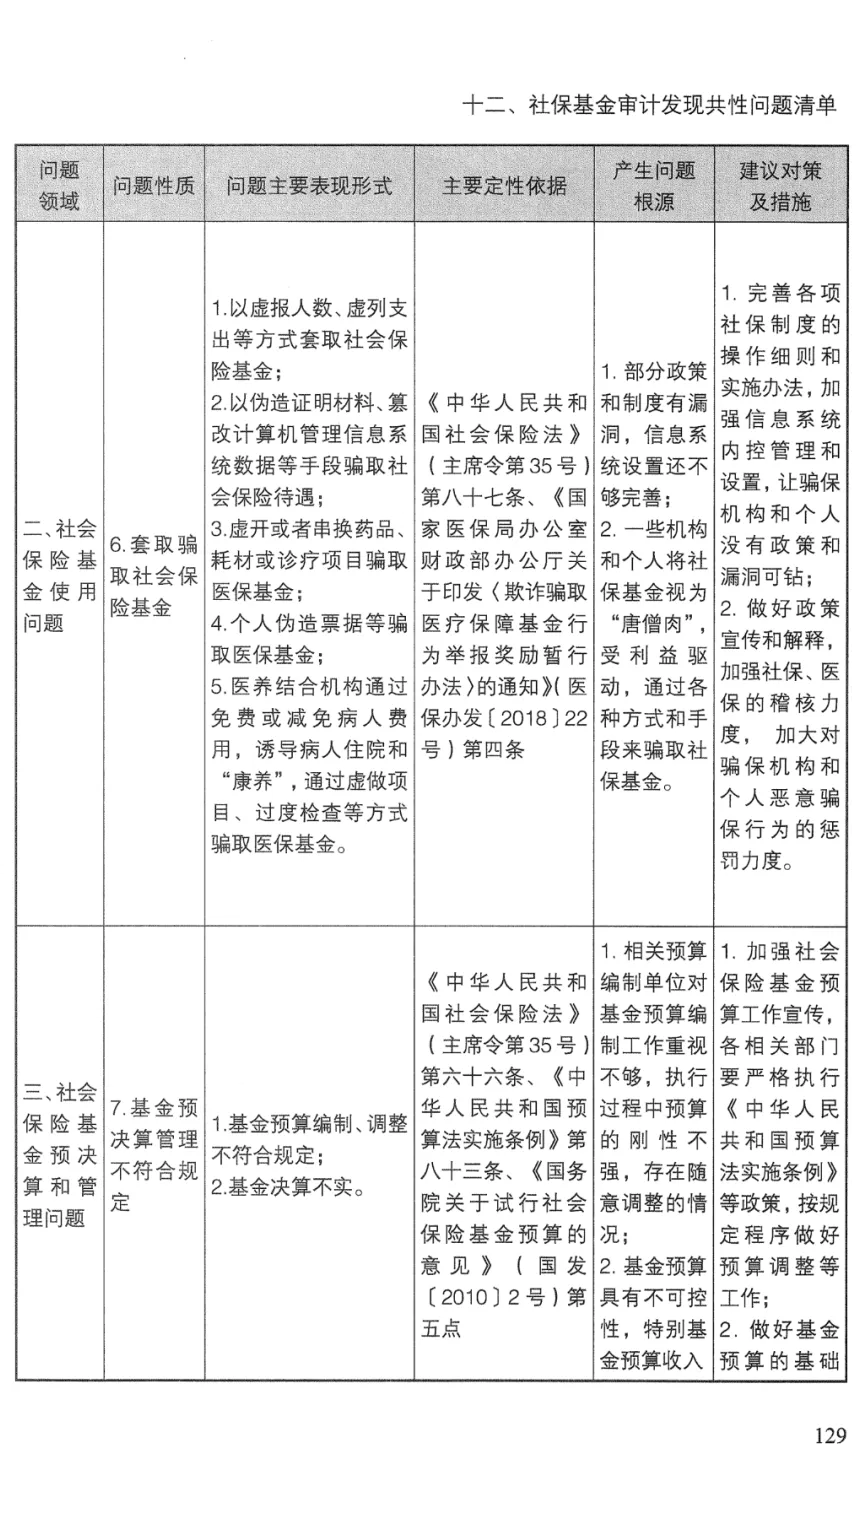 十二、社保基金审计发现共性问题清单
问题
领域
问题性质
问题主要表现形式
主要定性依据
产生问题
根源
建议对策
及措施
二、社会
保险基
金使用
问题
6.套取骗
取社会保
险基金
1.以虚报人数、虚列支
出等方式套取社会保
险基金；
2.以伪造证明材料、篡
改计算机管理信息系
统数据等手段骗取社
会保险待遇；
3.虚开或者串换药品、
耗材或诊疗项目骗取
医保基金；
4.个人伪造票据等骗
取医保基金；
5.医养结合机构通过
免费或减免病人费
用，诱导病人住院和
“康养”，通过虚做项
目、过度检查等方式
骗取医保基金。
《中华人民共和
国社会保险法》
（主席令第35号）
第八十七条、《国
家医保局办公室
财政部办公厅关
于印发〈欺诈骗取
医疗保障基金行
为举报奖励暂行
办法〉的通知》（医
保办发〔2018〕22
号）第四条
1. 部分政策
和制度有漏
洞，信息系
统设置还不
够完善；
2. 一些机构
和个人将社
保基金视为
“唐僧肉”，
受利益驱
动，通过各
种方式和手
段来骗取社
保基金。
1. 完善各项
社保制度的
操作细则和
实施办法，加
强信息系统
内控管理和
设置，让骗保
机构和个人
没有政策和
漏洞可钻；
2. 做好政策
宣传和解释，
加强社保、医
保的稽核力
度， 加大对
骗保机构和
个人恶意骗
保行为的惩
罚力度。
三、社会
保险基
金预决
算和管
理问题
7.基金预
决算管理
不符合规
定
1.基金预算编制、调整
不符合规定；
2.基金决算不实。
《中华人民共和
国社会保险法》
（主席令第35号）
第六十六条、《中
华人民共和国预
算法实施条例》第
八十三条、《国务
院关于试行社会
保险基金预算的
意见》（国发
〔2010〕2号）第
五点
1. 相关预算
编制单位对
基金预算编
制工作重视
不够，执行
过程中预算
的刚性不
强，存在随
意调整的情
况；
2. 基金预算
具有不可控
性，特别基
金预算收入
1. 加强社会
保险基金预
算工作宣传，
各相关部门
要严格执行
《中华人民
共和国预算
法实施条例》
等政策，按规
定程序做好
预算调整等
工作；
2. 做好基金
预算的基础
129